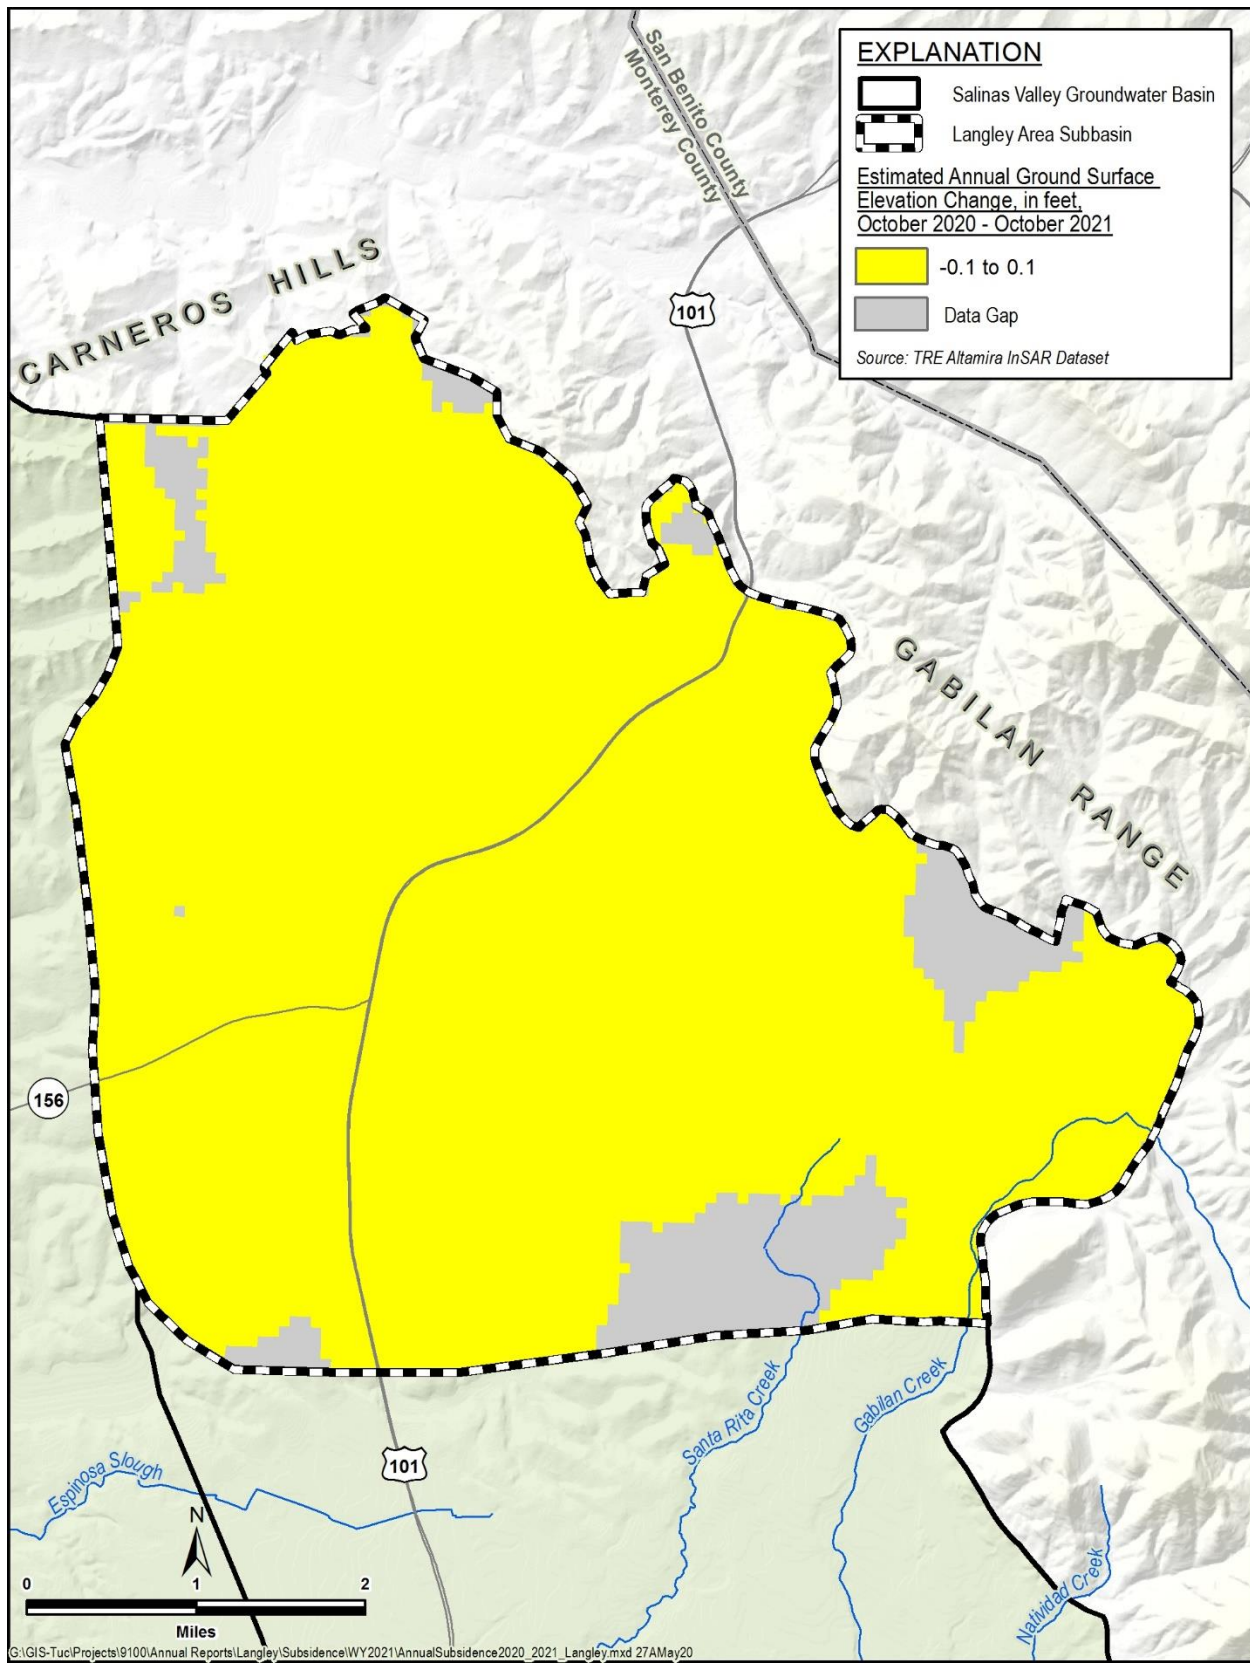 San Benito County
Monterey County
EXPLANATION
Salinas Valley Groundwater Basin
Langley Area Subbasin
Estimated Annual Ground Surface
Elevation Change, in feet,
October 2020 - October 2021
-0.1 to 0.1
Data Gap
Source: TRE Altamira InSAR Dataset
CARNEROS HILLS
101
GABILAN RANGE
156
Santa Rita Creek
Gabilan Creek
101
Espinosa Slough
N
Natividad Creek
0 1 2
Miles
G:\GIS-Tuc\Projects\9100\Annual Reports\Langley\Subsidence\WY2021\AnnualSubsidence2020_2021_Langley.mxd 27AMay20